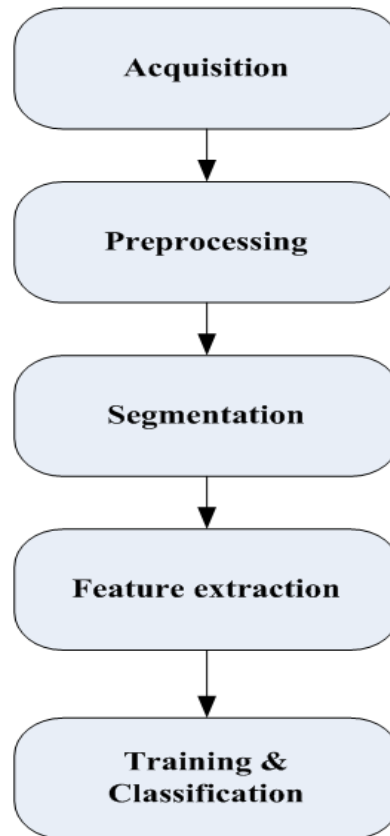 Acquisition
Preprocessing
Segmentation
Feature extraction
Training &
Classification